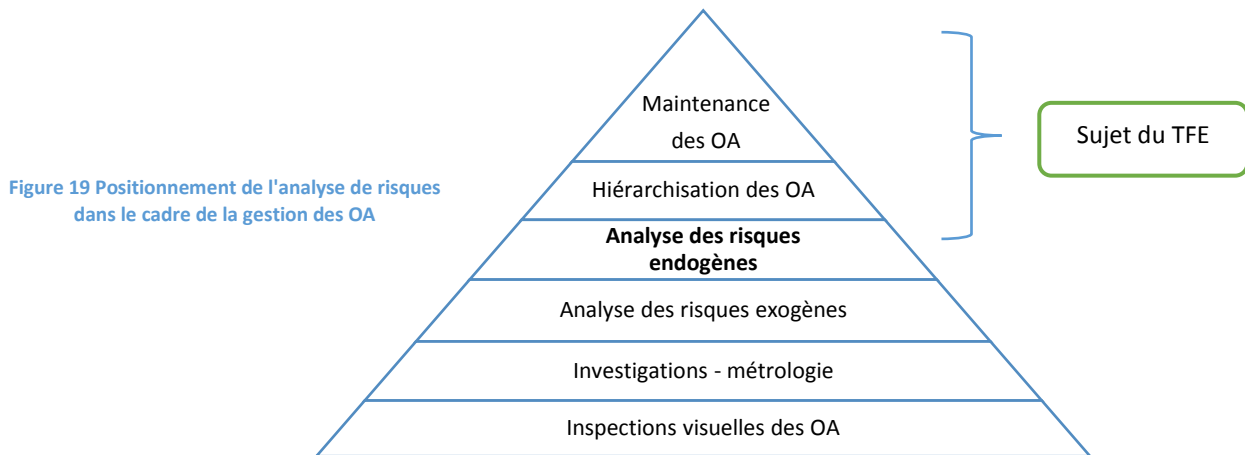 Maintenance
des OA
Sujet du TFE
Hiérarchisation des OA
Figure 19 Positionnement de l'analyse de risques
dans le cadre de la gestion des OA
Analyse des risques
endogènes
Analyse des risques exogènes
Investigations - métrologie
Inspections visuelles des OA